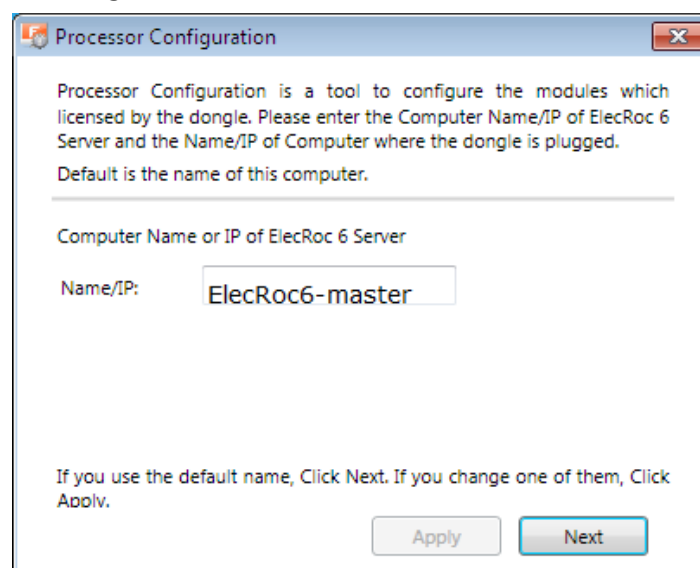 Processor Configuration
Processor Configuration is a tool to configure the modules which
licensed by the dongle. Please enter the Computer Name/IP of ElecRoc 6
Server and the Name/IP of Computer where the dongle is plugged.
Default is the name of this computer.
Computer Name or IP of ElecRoc 6 Server
Name/IP:
ElecRoc6-master
If you use the default name, Click Next. If you change one of them, Click
Apply.
Apply
Next